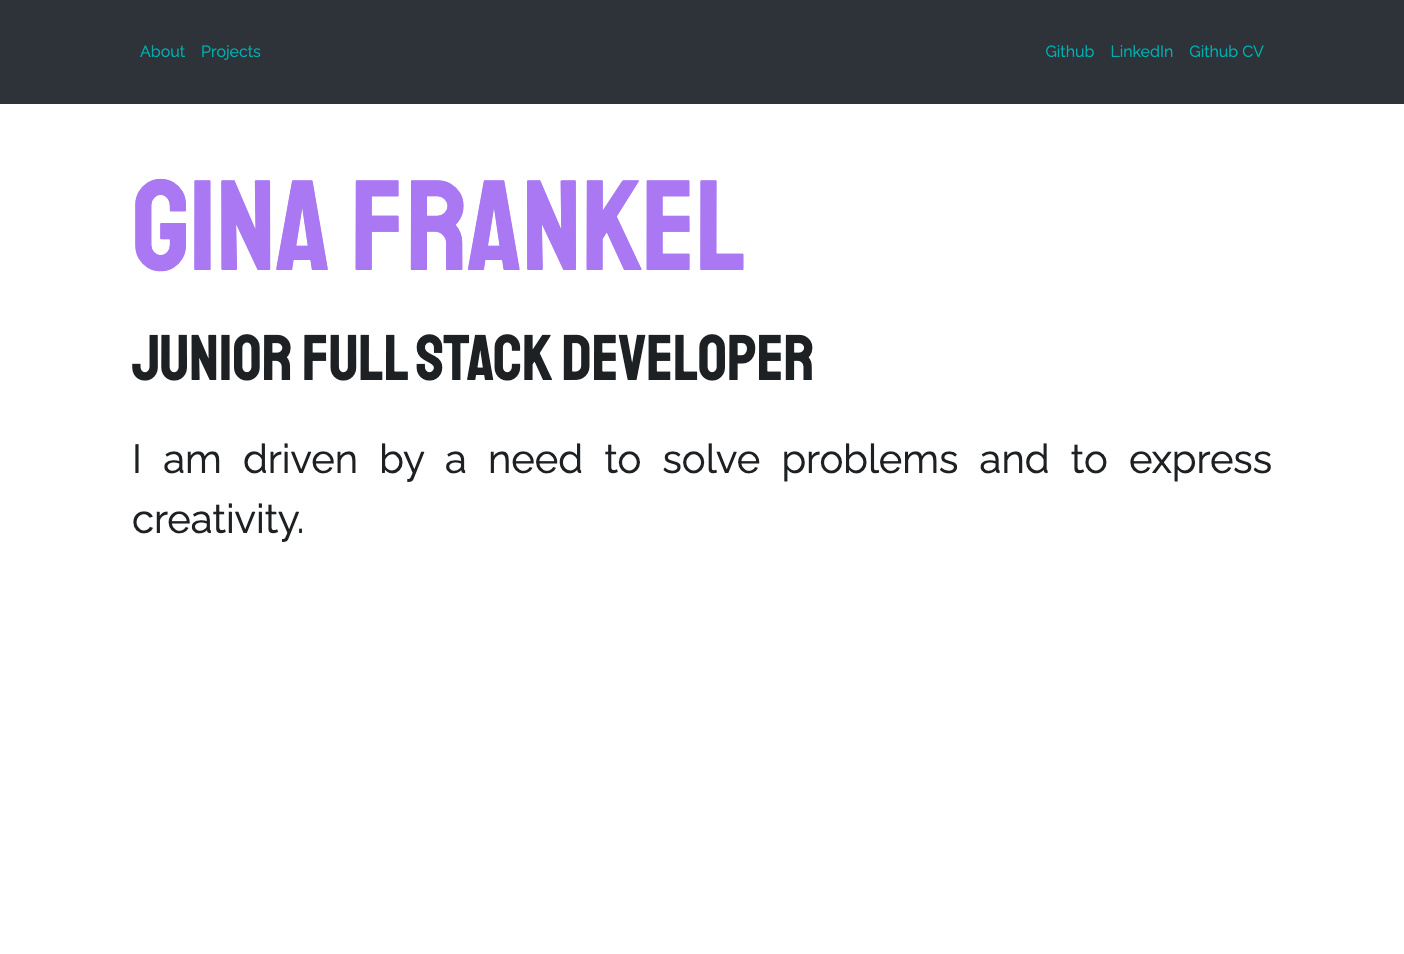 About Projects Github LinkedIn Github CV
GINA FRANKEL
JUNIOR FULL STACK DEVELOPER
I am driven by a need to solve problems and to express
creativity.